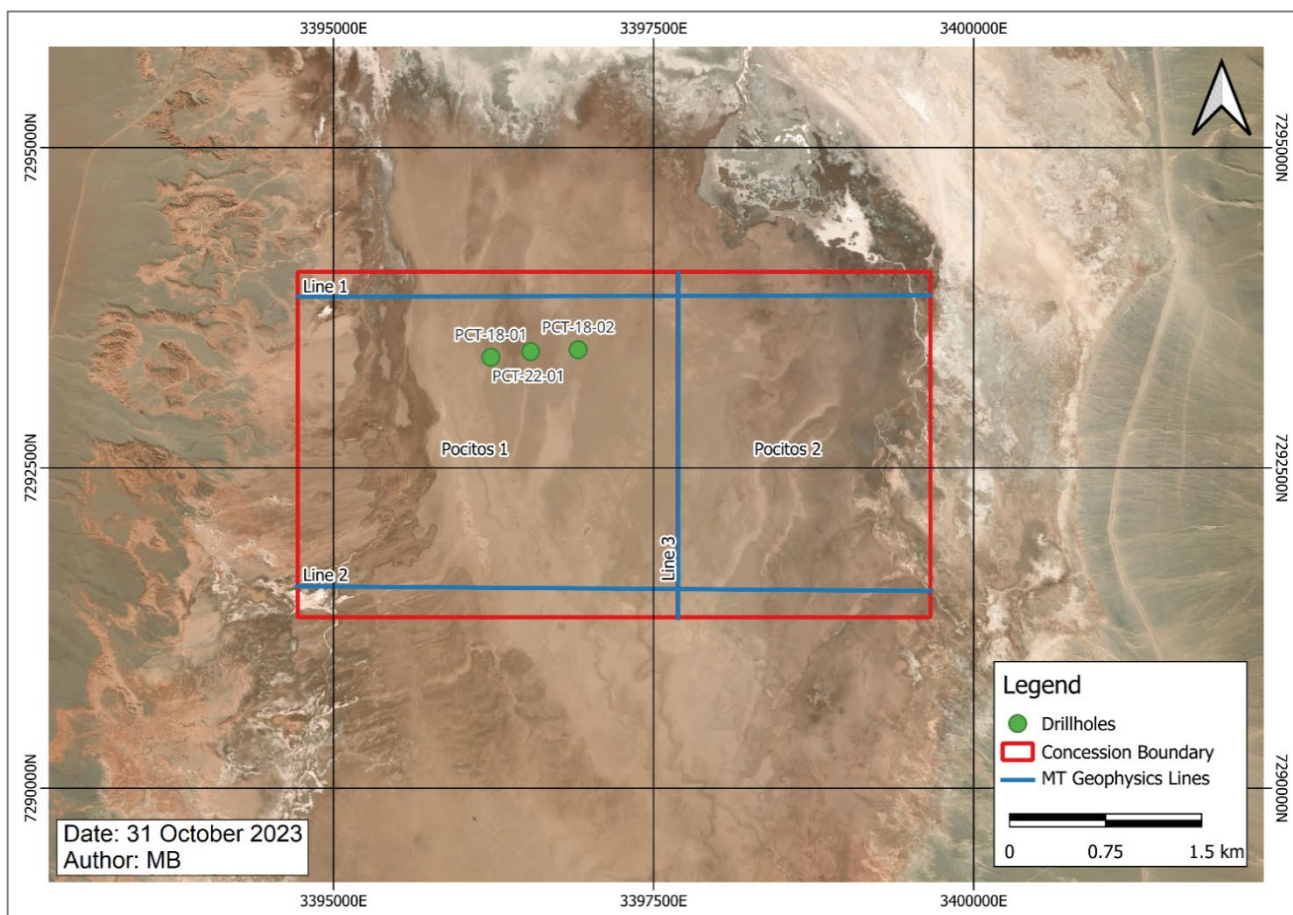 3395000E
3397500E
3400000E
7295000N
7295000N
Line 1
PCT-18-01
PCT-18-02
PCT-22-01
Pocitos 1
Pocitos 2
7292500N
7292500N
Line 2
Line 3
Legend
Drillholes
Concession Boundary
MT Geophysics Lines
0
0.75
1.5 km
7290000N
7290000N
Date: 31 October 2023
Author: MB
3395000E
3397500E
3400000E